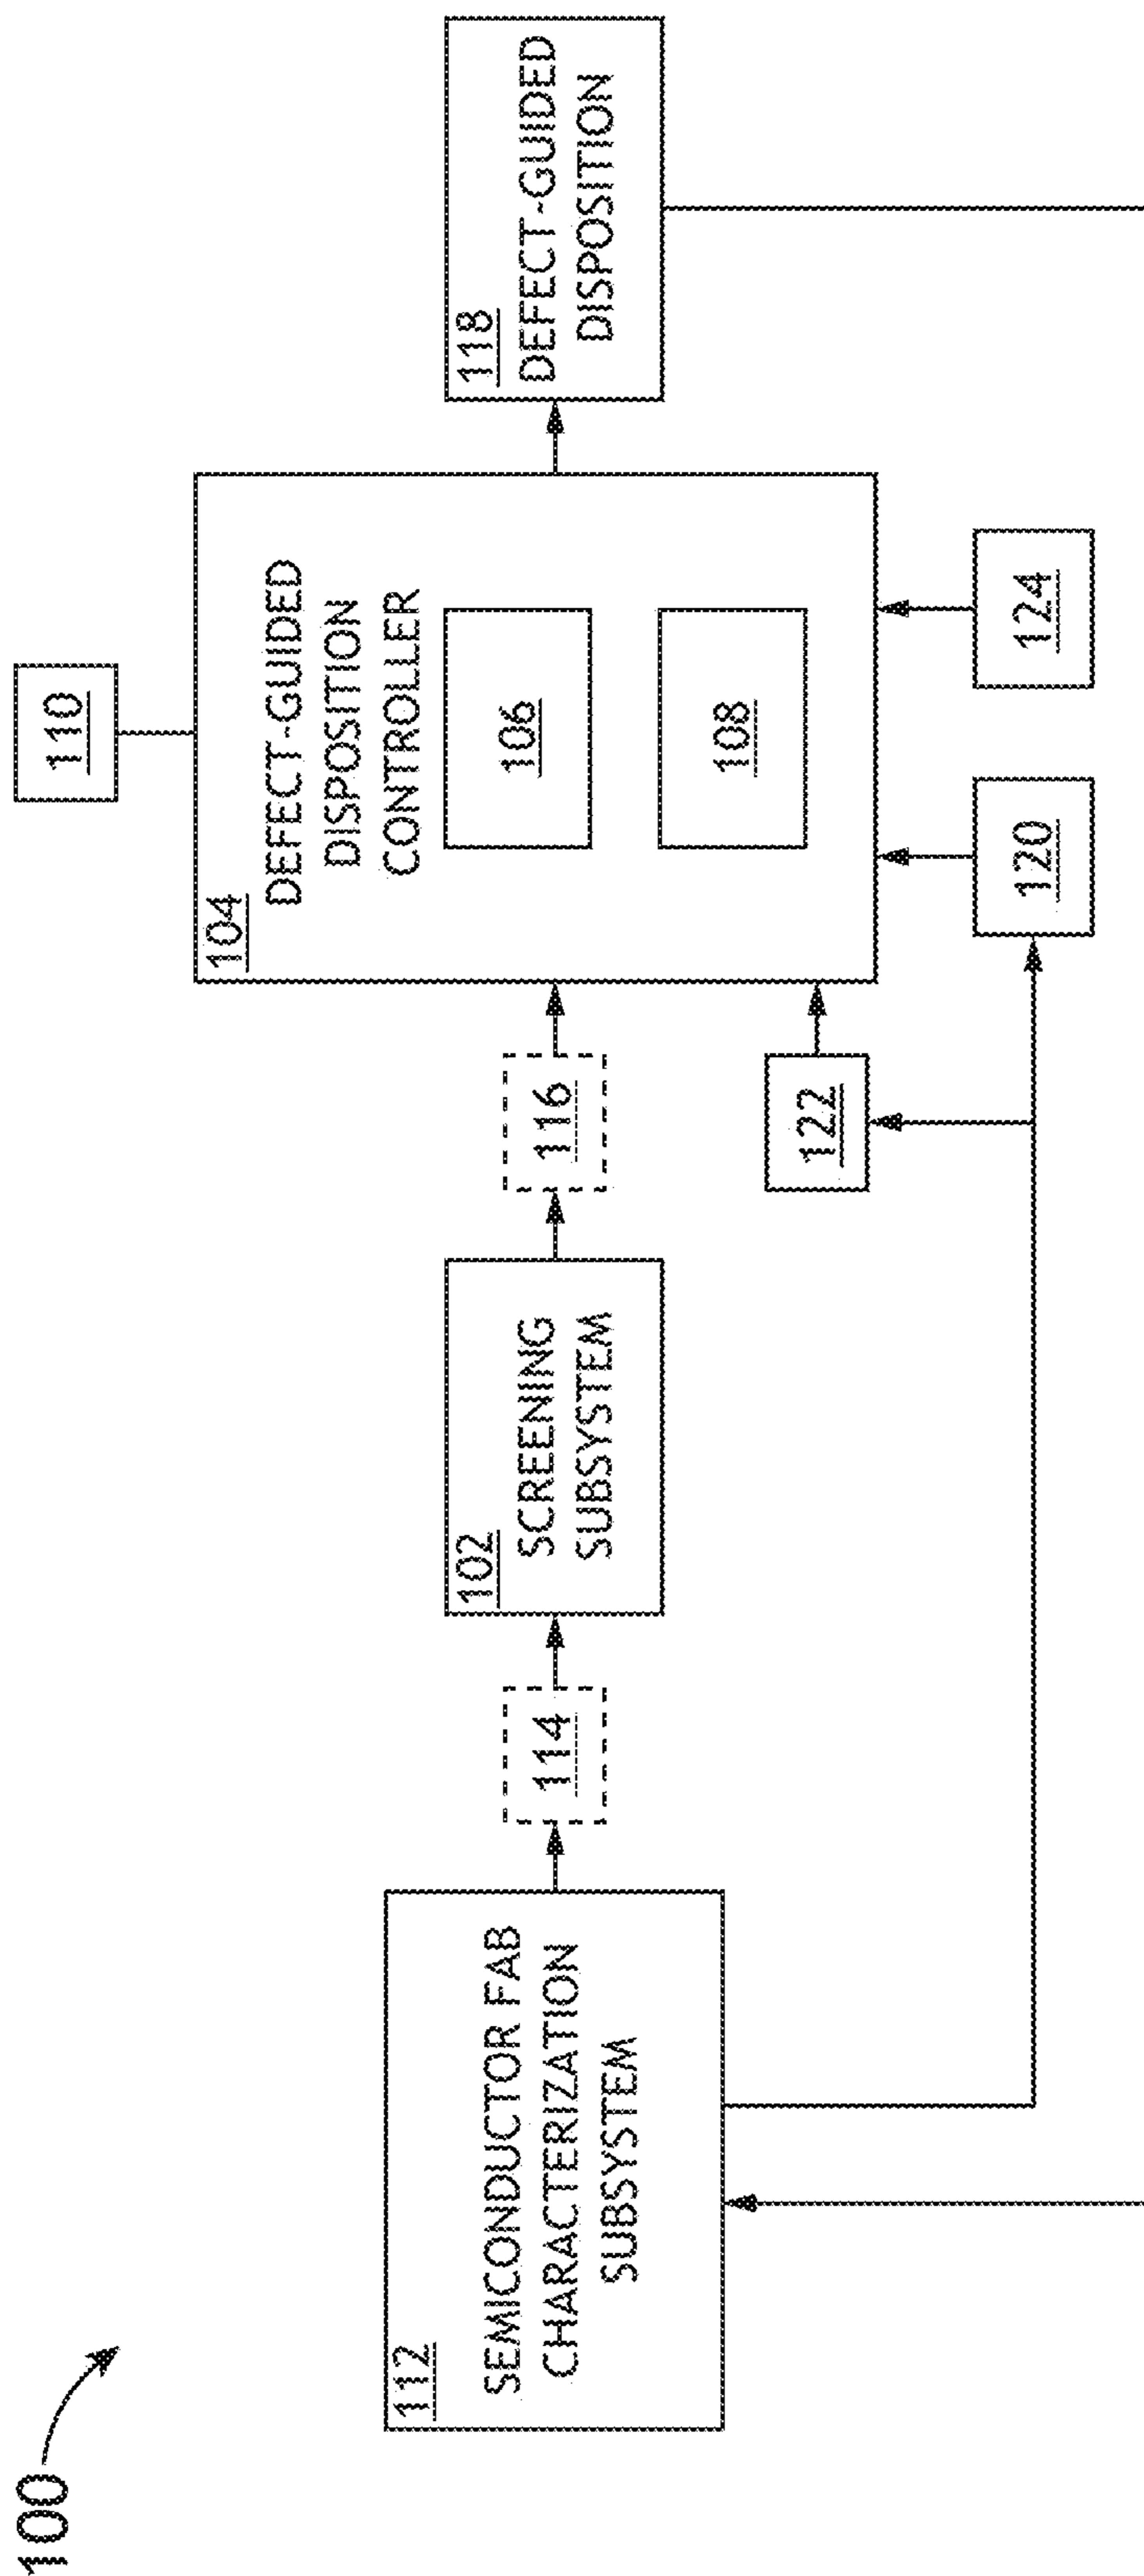 100
112
SEMICONDUCTOR FAB
CHARACTERIZATION
SUBSYSTEM
114
102
SCREENING
SUBSYSTEM
116
122
104
DEFECT-GUIDED
DISPOSITION
CONTROLLER
106
108
110
120
124
118
DEFECT-GUIDED
DISPOSITION